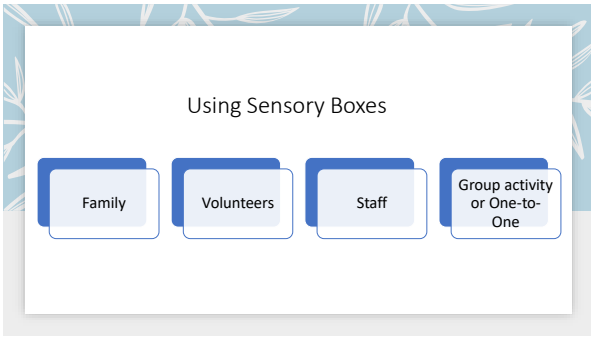 Using Sensory Boxes
Family
Volunteers
Staff
Group activity
or One-to-
One